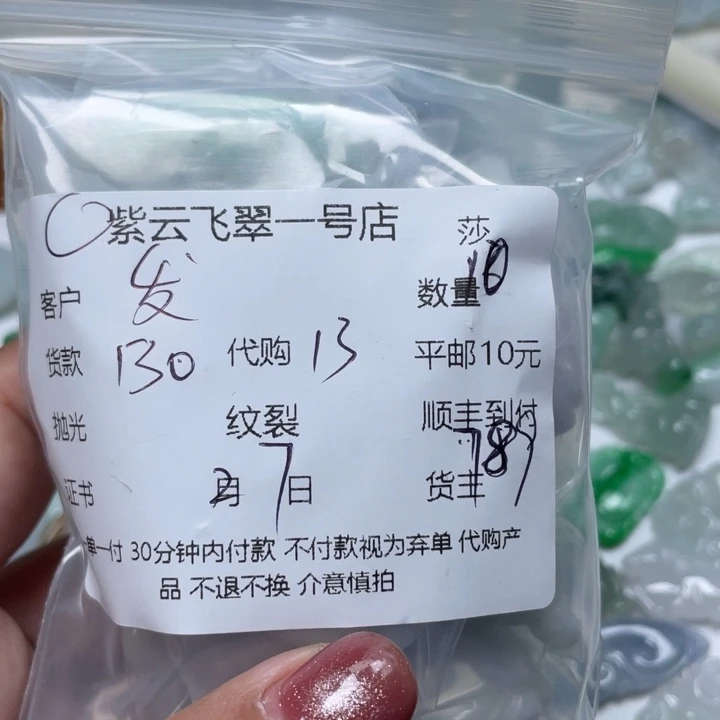 紫云飞翠一号店 莎
客户 发 数量 10
货款 130 代购 13 平邮10元
抛光 纹裂 顺丰到付
证书 2月 7日 货主 789
单一付 30分钟内付款 不付款视为弃单 代购产
品 不退不换 介意慎拍